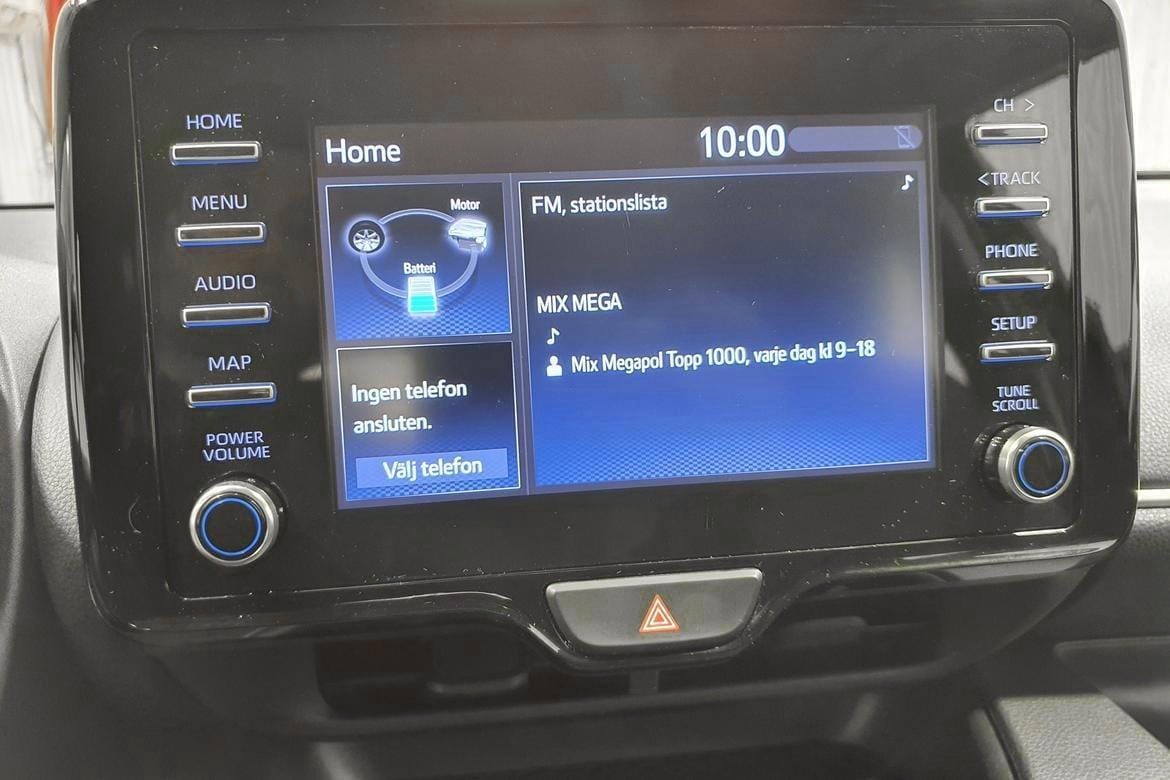 HOME
MENU
AUDIO
MAP
POWER
VOLUME
Home
10:00
Motor
Batteri
Ingen telefon
ansluten.
Välj telefon
FM, stationslista
MIX MEGA
Mix Megapol Topp 1000, varje dag kl 9-18
CH >
<TRACK
PHONE
SETUP
TUNE
SCROLL